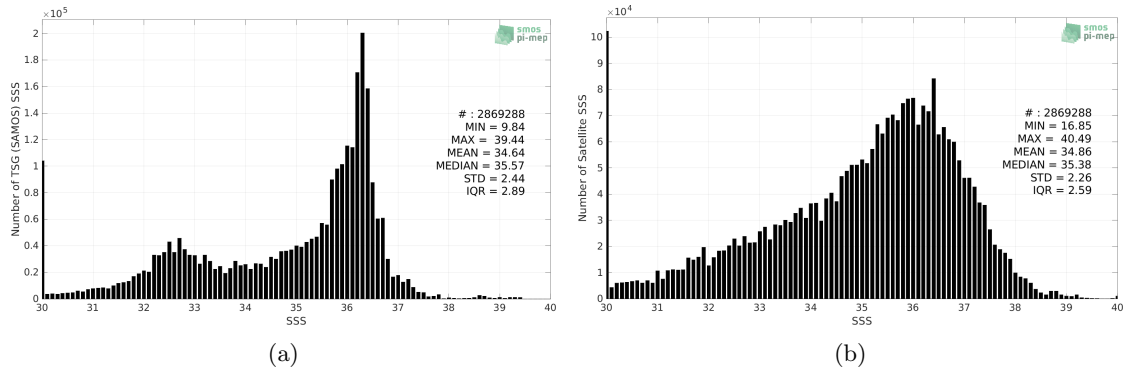 ×10^5
smos
pi-mep
Number of TSG (SAMOS) SSS
2
1.8
1.6
1.4
1.2
1
0.8
0.6
0.4
0.2
0
# : 2869288
MIN = 9.84
MAX = 39.44
MEAN = 34.64
MEDIAN = 35.57
STD = 2.44
IQR = 2.89
30 31 32 33 34 35 36 37 38 39 40
SSS
(a)
×10^4
smos
pi-mep
Number of Satellite SSS
10
9
8
7
6
5
4
3
2
1
0
# : 2869288
MIN = 16.85
MAX = 40.49
MEAN = 34.86
MEDIAN = 35.38
STD = 2.26
IQR = 2.59
30 31 32 33 34 35 36 37 38 39 40
SSS
(b)